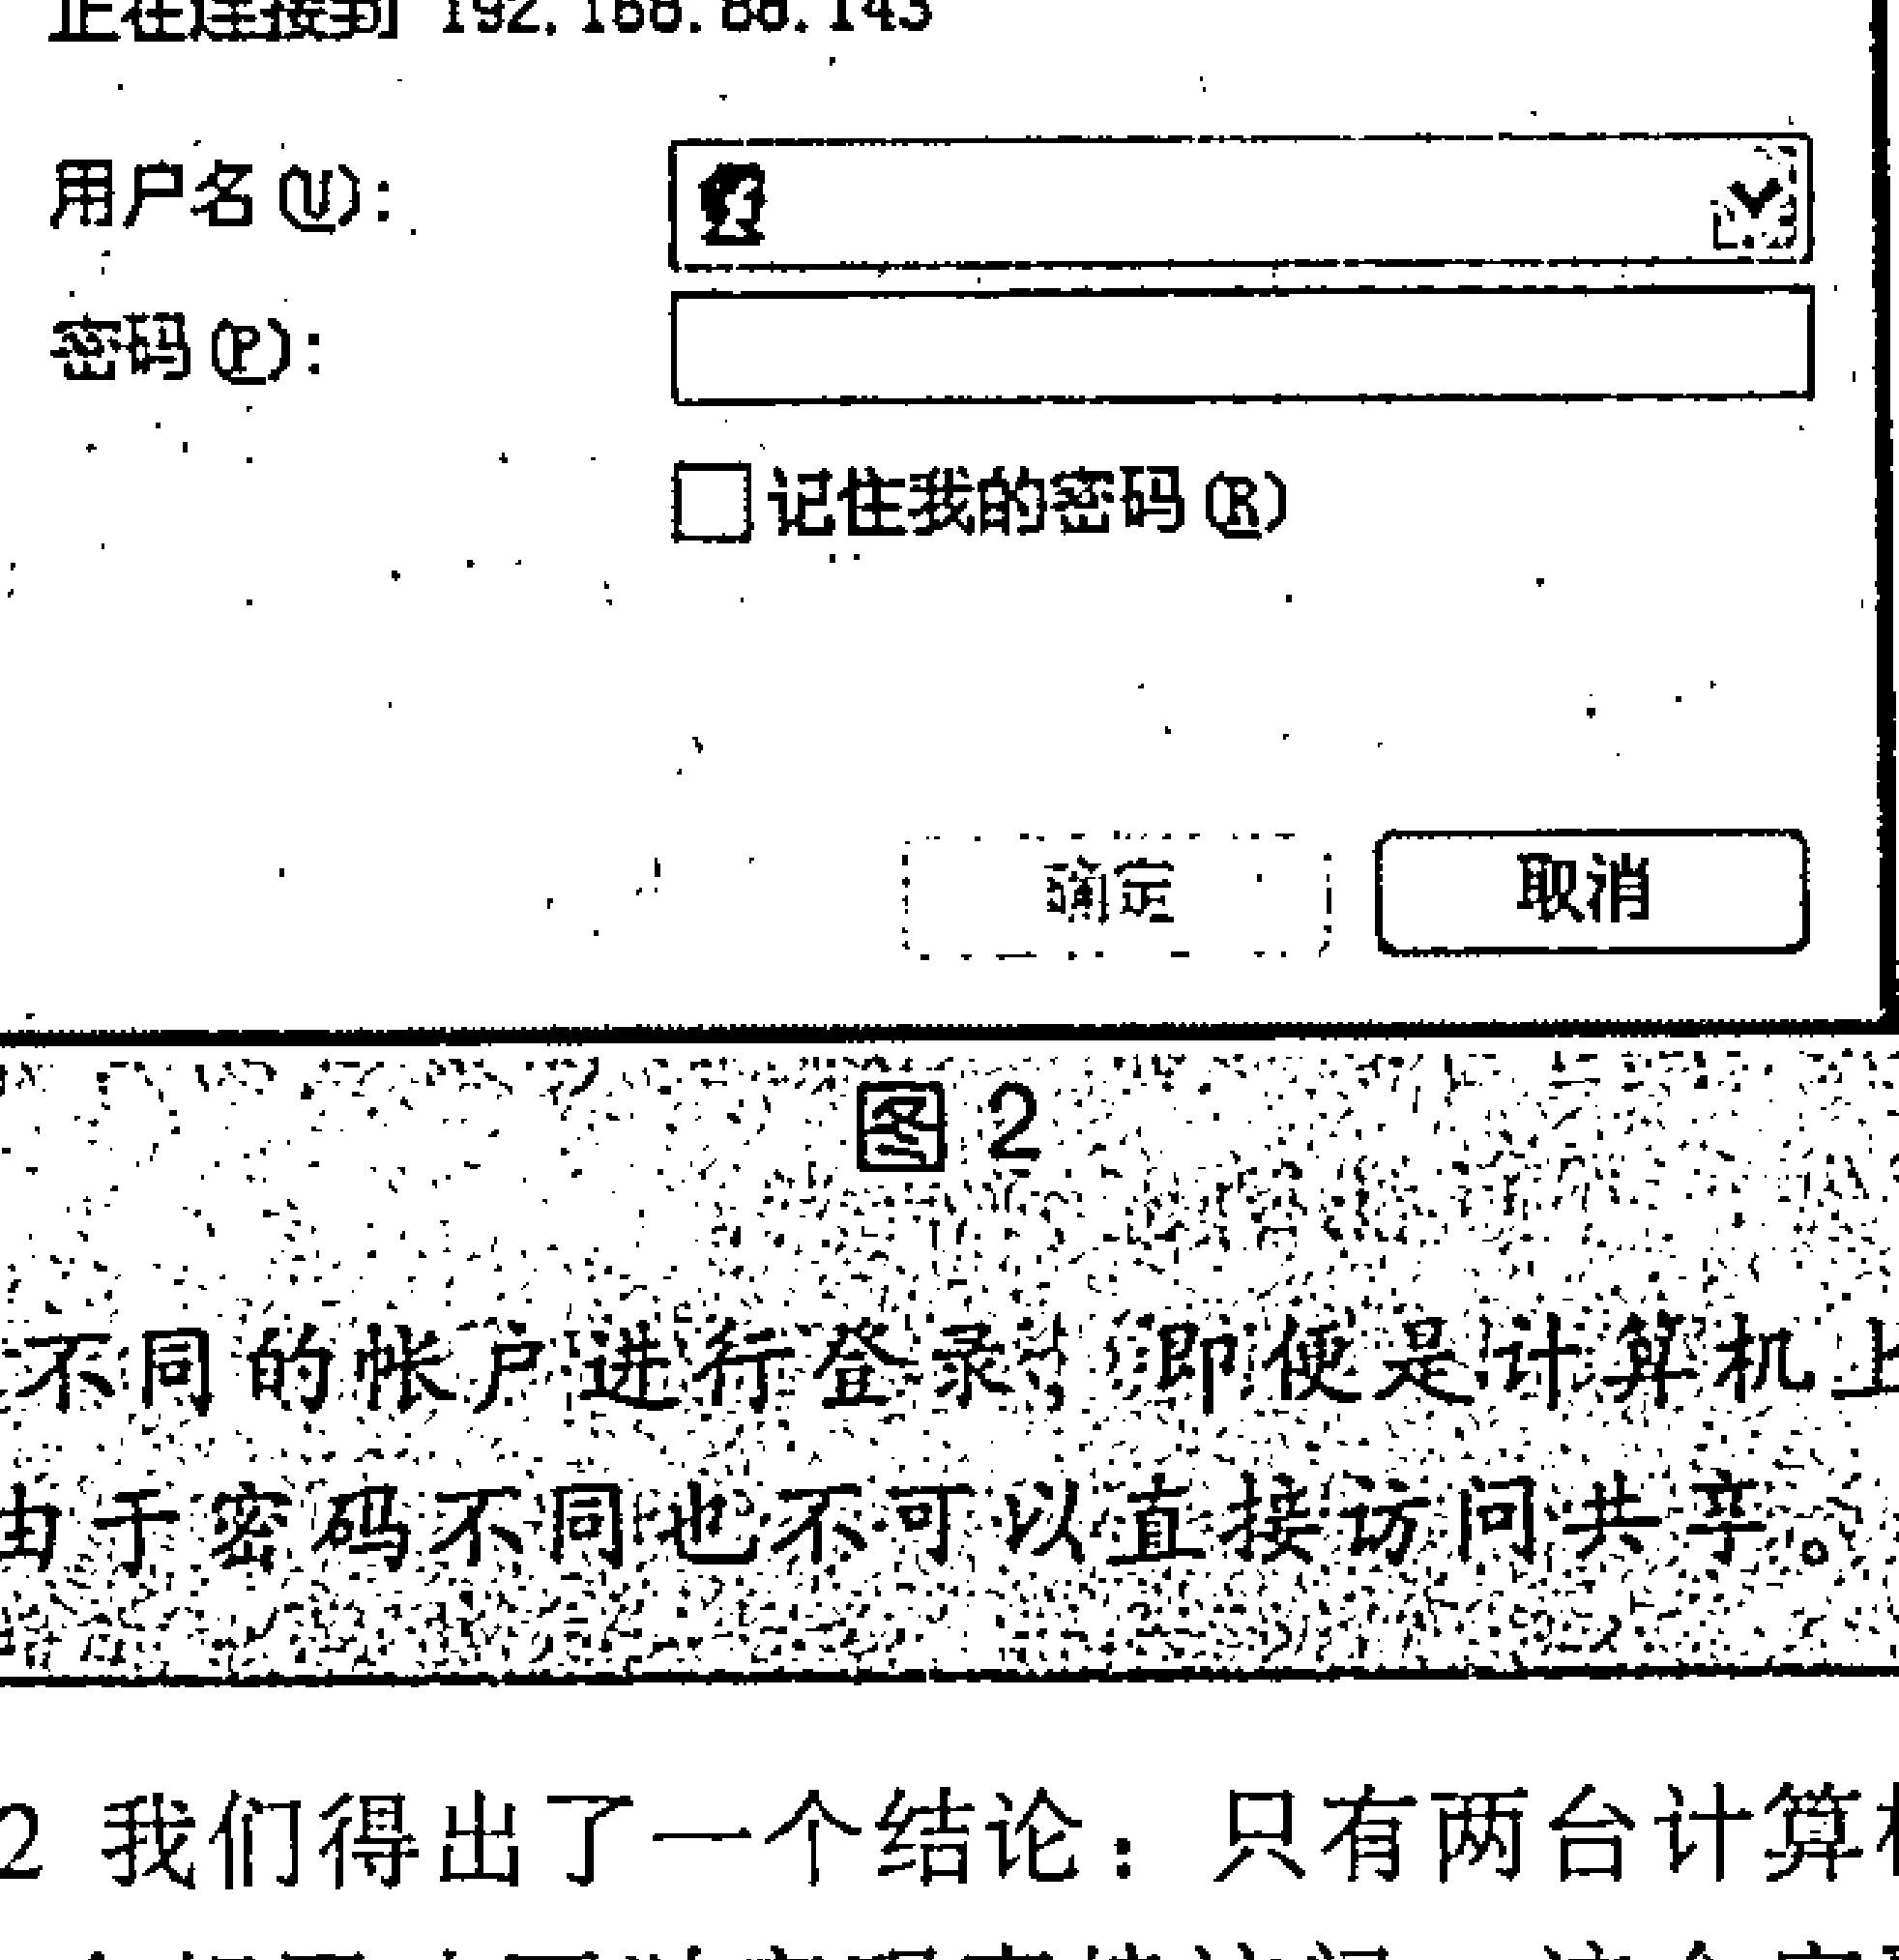 正在连接到 192.168.88.143
用户名(U):
密码(P):
记住我的密码(R)
确定 取消
图 2
不同的帐户进行登录，即便是计算机上
由于密码不同也不可以直接访问共享。
2 我们得出了一个结论：只有两台计算机